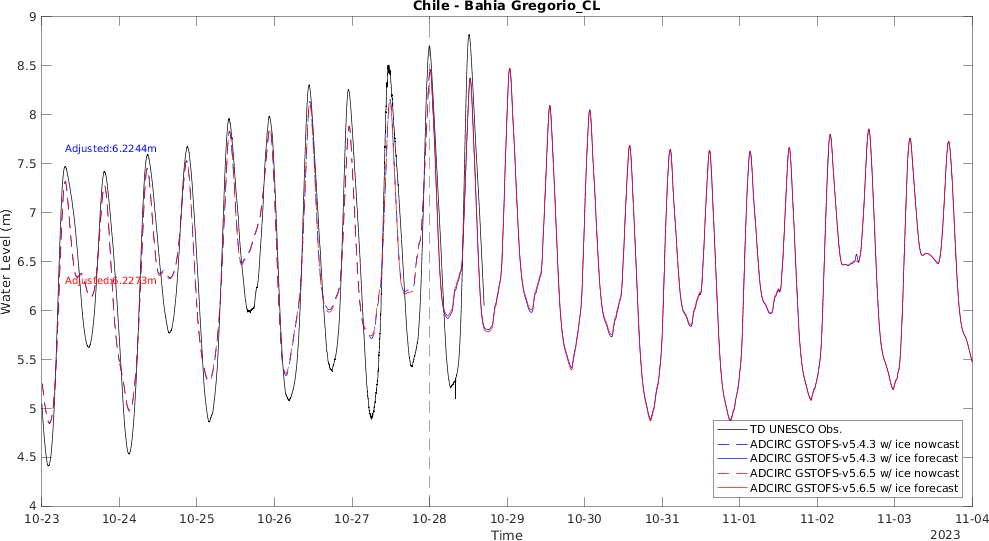 Chile - Bahia Gregorio_CL
9
8.5
8
7.5
7
6.5
6
5.5
5
4.5
4
Water Level (m)
Adjusted:6.2244m
Adjusted:6.2273m
TD UNESCO Obs.
ADCIRC GSTOFS-v5.4.3 w/ ice nowcast
ADCIRC GSTOFS-v5.4.3 w/ ice forecast
ADCIRC GSTOFS-v5.6.5 w/ ice nowcast
ADCIRC GSTOFS-v5.6.5 w/ ice forecast
10-23 10-24 10-25 10-26 10-27 10-28 10-29 10-30 10-31 11-01 11-02 11-03 11-04
Time
2023